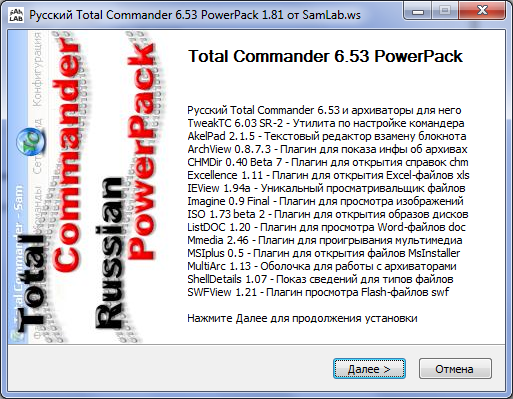 SAM LAB
Русский Total Commander 6.53 PowerPack 1.81 от SamLab.ws
Total Commander 6.53 PowerPack
Русский Total Commander 6.53 и архиваторы для него
TweakTC 6.03 SR-2 - Утилита по настройке командера
AkelPad 2.1.5 - Текстовый редактор взамену блокнота
ArchView 0.8.7.3 - Плагин для показа инфы об архивах
CHMDir 0.40 Beta 7 - Плагин для открытия справок chm
Excellence 1.11 - Плагин для открытия Excel-файлов xls
IEView 1.94a - Уникальный просматривальщик файлов
Imagine 0.9 Final - Плагин для просмотра изображений
ISO 1.73 beta 2 - Плагин для открытия образов дисков
ListDOC 1.20 - Плагин для просмотра Word-файлов doc
Mmedia 2.46 - Плагин для проигрывания мультимедиа
MSIplus 0.5 - Плагин для открытия файлов MsInstaller
MultiArc 1.13 - Оболочка для работы с архиваторами
ShellDetails 1.07 - Показ сведений для типов файлов
SWFView 1.21 - Плагин просмотра Flash-файлов swf
Нажмите Далее для продолжения установки
Total
Commander
Russian
PowerPack
Total Commander - Sam
Конфигурация
Далее >
Отмена